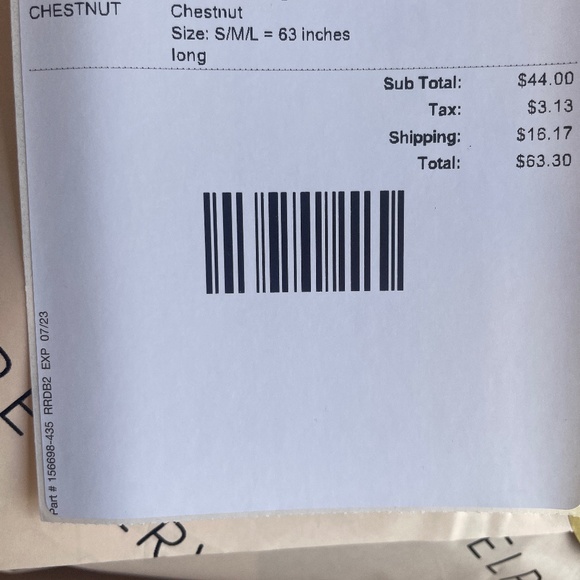 CHESTNUT
Chestnut
Size: S/M/L = 63 inches
long
Sub Total: $44.00
Tax: $3.13
Shipping: $16.17
Total: $63.30
Part # 156698-435 RRDB2 EXP 07/23